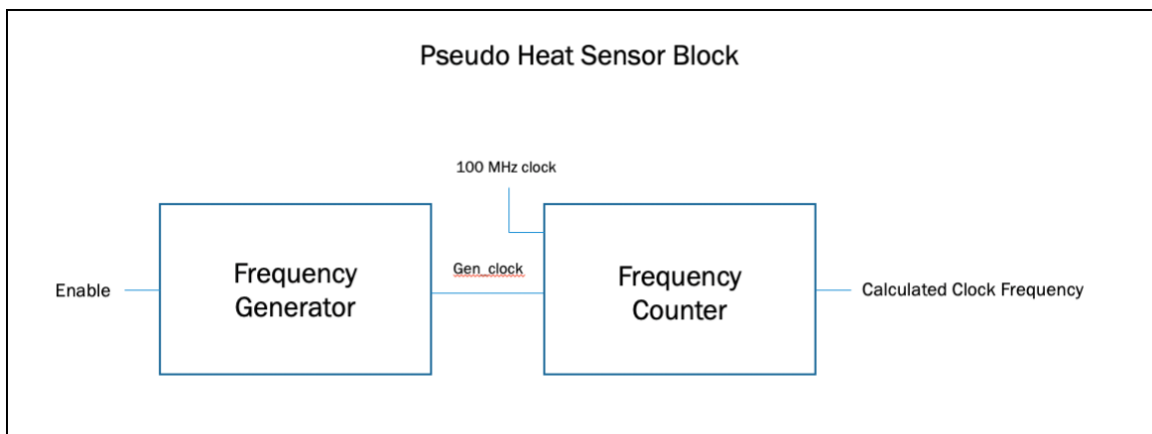 Pseudo Heat Sensor Block
100 MHz clock
Enable
Frequency
Generator
Gen_clock
Frequency
Counter
Calculated Clock Frequency